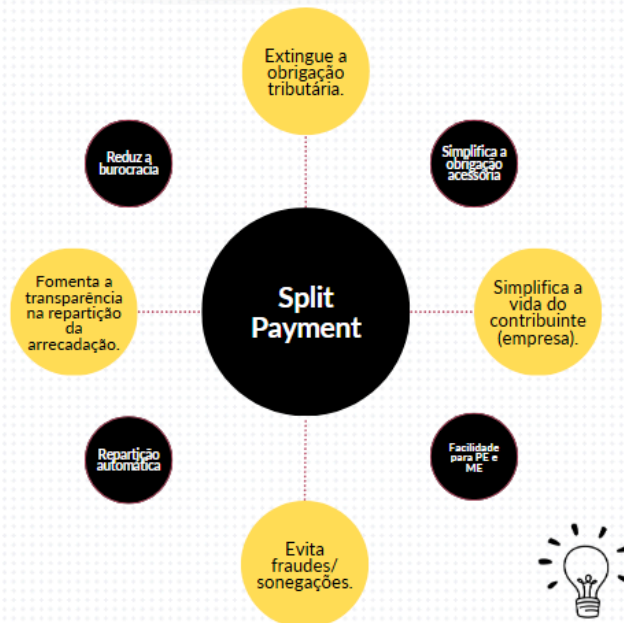 Extingue a
obrigação
tributária.
Reduz a
burocracia
Simplifica a
obrigação
acessória
Fomenta a
transparência
na repartição
da
arrecadação.
Split
Payment
Simplifica a
vida do
contribuinte
(empresa).
Repartição
automática
Facilidade
para PE e
ME
Evita
fraudes/
sonegações.